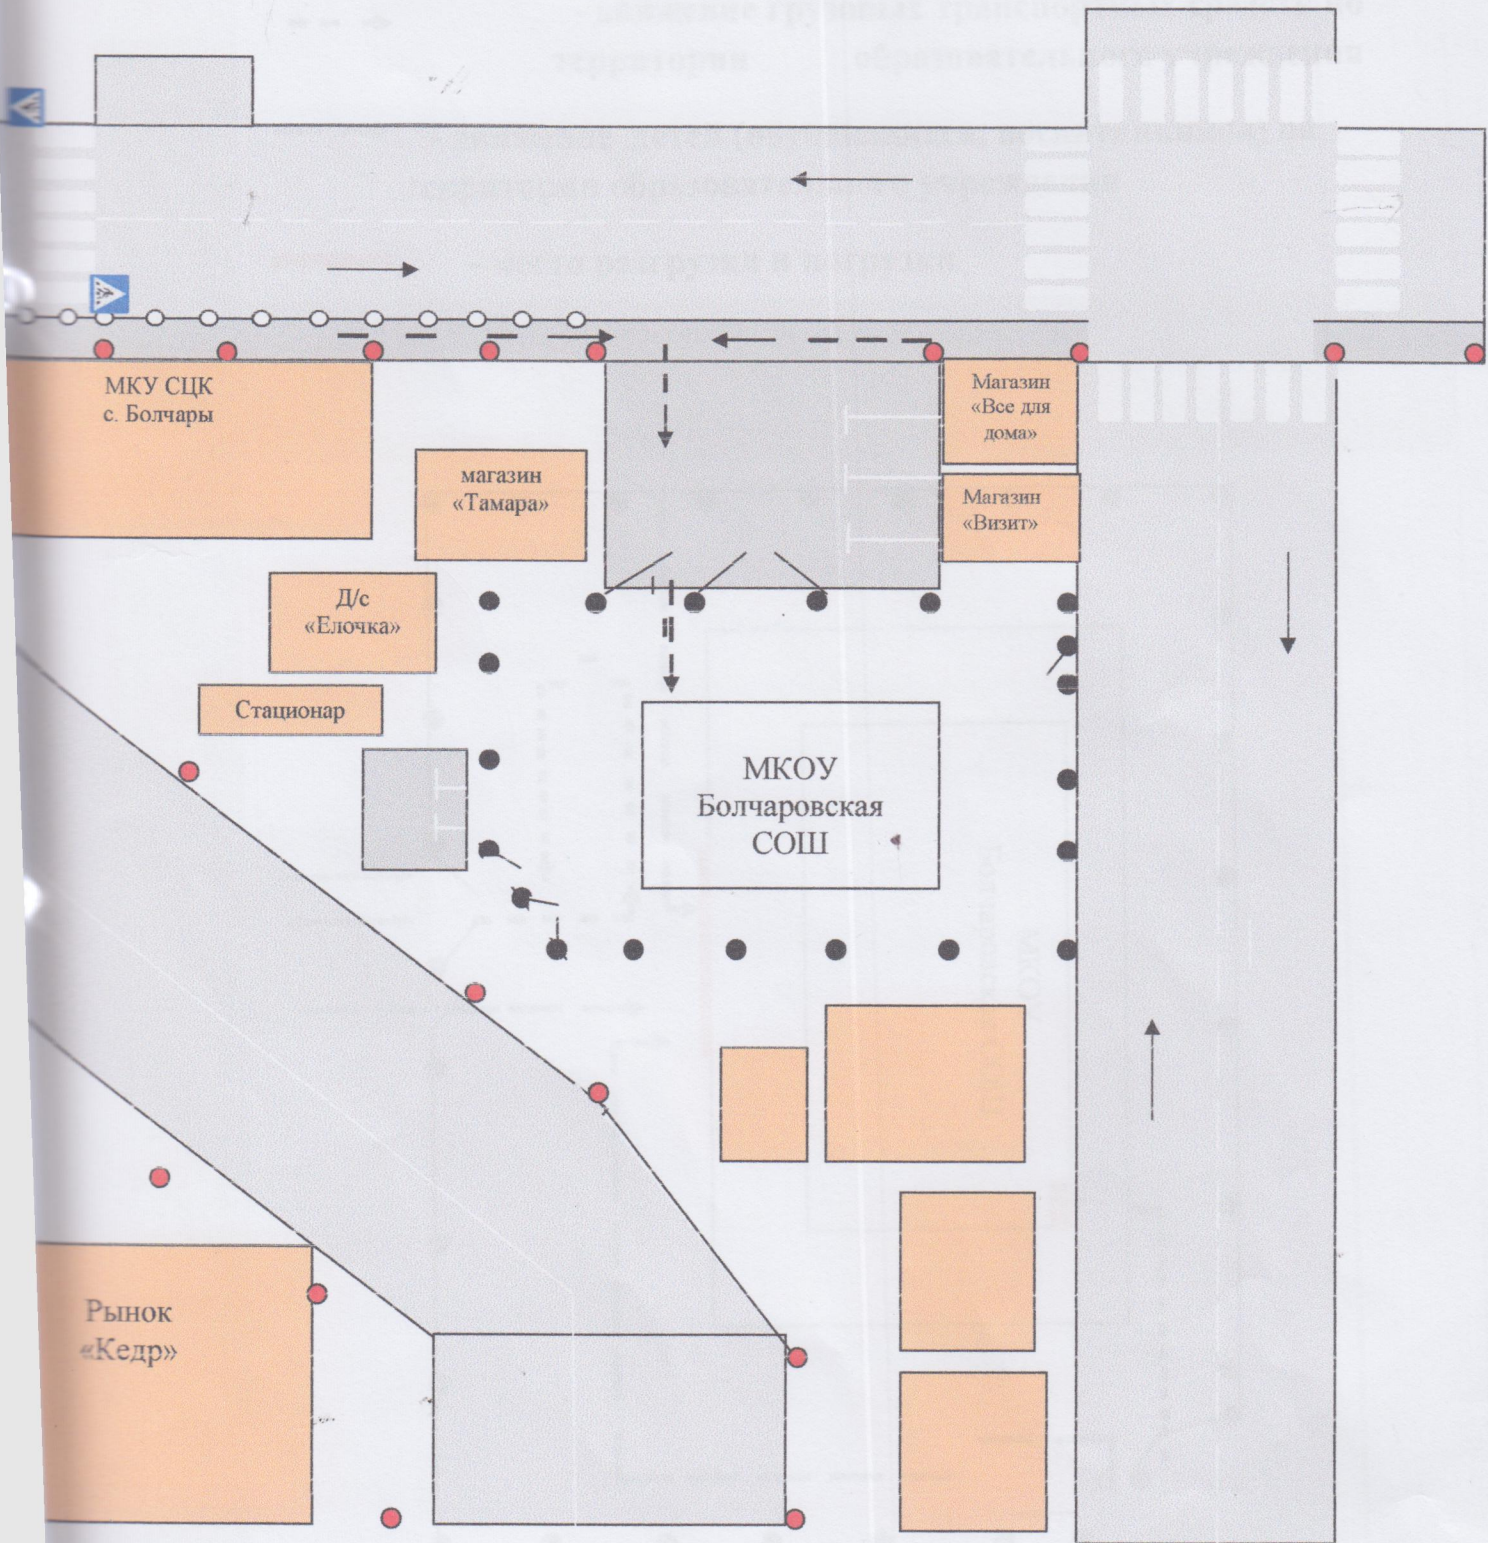 МКУ СЦК
с. Болчары
магазин
«Тамара»
Магазин
«Все для
дома»
Магазин
«Визит»
Д/с
«Елочка»
Стационар
МКОУ
Болчаровская
СОШ
Рынок
«Кедр»